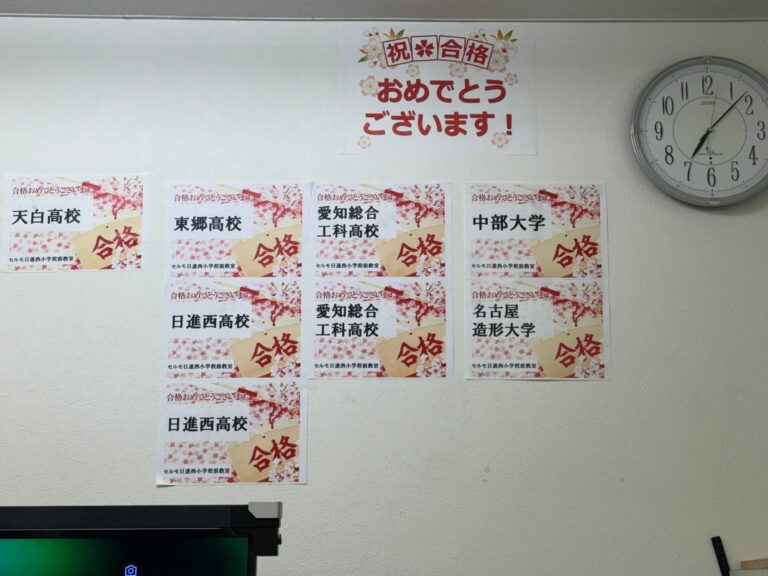 祝合格
おめでとう
ございます！
合格おめでとうございます
天白高校
合格
セルモ日進西小学校前教室
合格おめでとうございます
東郷高校
合格
セルモ日進西小学校前教室
合格おめでとうございます
愛知総合
工科高校
合格
セルモ日進西小学校前教室
合格おめでとうございます
中部大学
合格
セルモ日進西小学校前教室
合格おめでとうございます
日進西高校
合格
セルモ日進西小学校前教室
合格おめでとうございます
愛知総合
工科高校
合格
セルモ日進西小学校前教室
合格おめでとうございます
名古屋
造形大学
合格
セルモ日進西小学校前教室
合格おめでとうございます
日進西高校
合格
セルモ日進西小学校前教室
12
1
2
3
4
5
6
7
8
9
10
11
CITIZEN